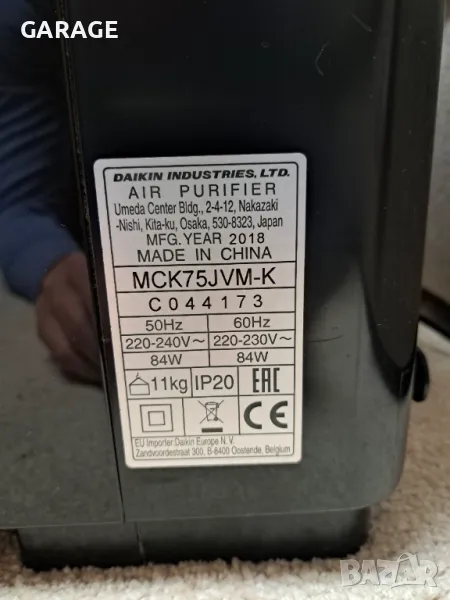 GARAGE
DAIKIN INDUSTRIES, LTD.
AIR PURIFIER
Umeda Center Bldg., 2-4-12, Nakazaki
-Nishi, Kita-ku, Osaka, 530-8323, Japan
MFG.YEAR 2018
MADE IN CHINA
MCK75JVM-K
C044173
50Hz 60Hz
220-240V~ 220-230V~
84W 84W
11kg IP20 EAC
CE
EU Importer:Daikin Europe N.V.
Zandvoordestraat 300, B-8400 Oostende, Belgium
BAZAR